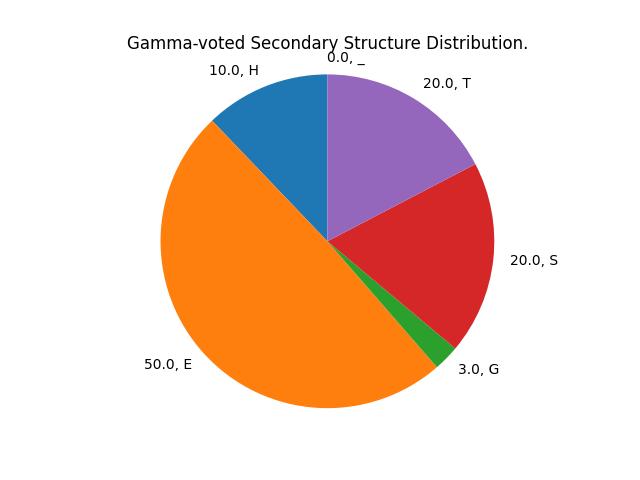 Gamma-voted Secondary Structure Distribution.
0.0, _
10.0, H
20.0, T
20.0, S
50.0, E
3.0, G